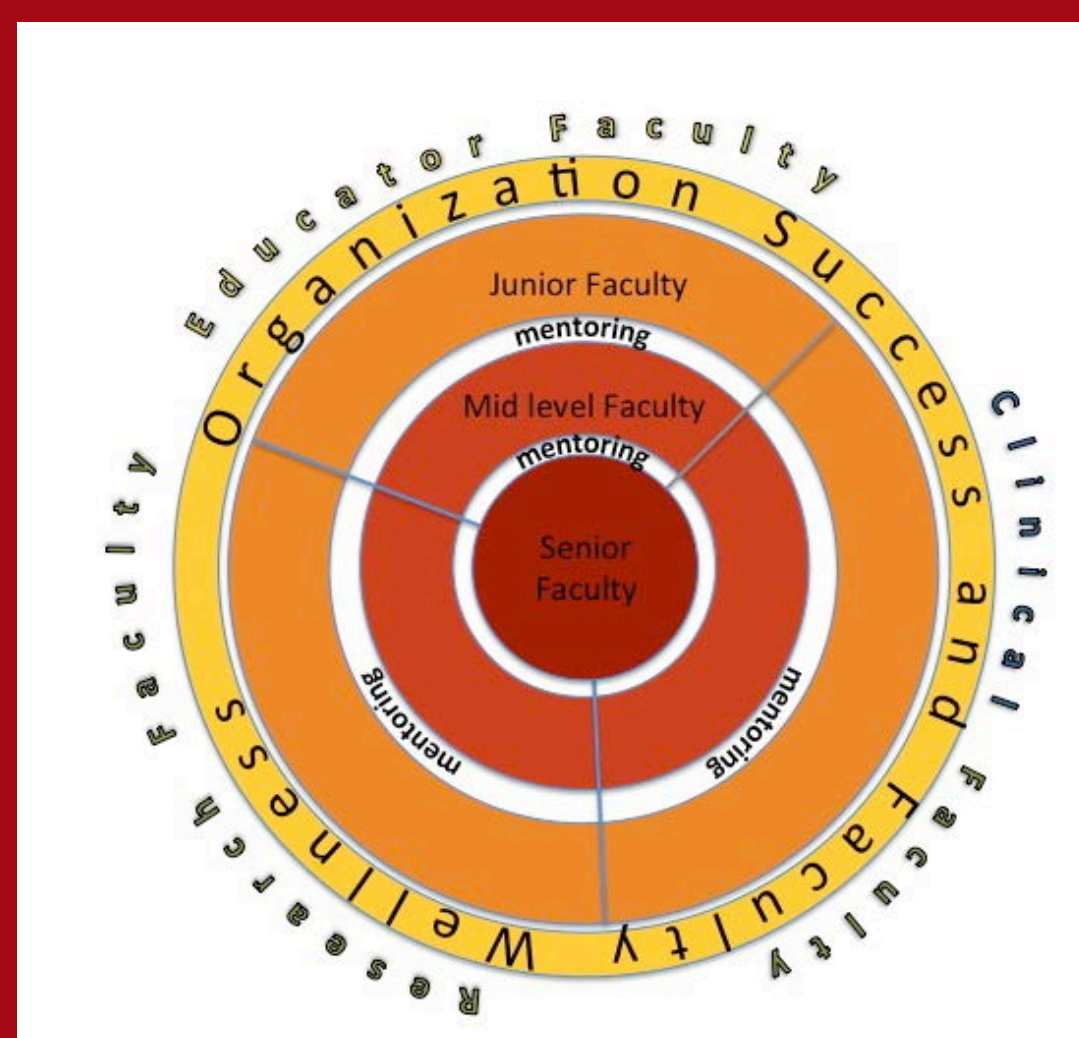 Educator Faculty
Clinical Faculty
Research Faculty
Organization Success and Faculty Wellness
Junior Faculty
mentoring
Mid level Faculty
mentoring
Senior
Faculty
mentoring
mentoring